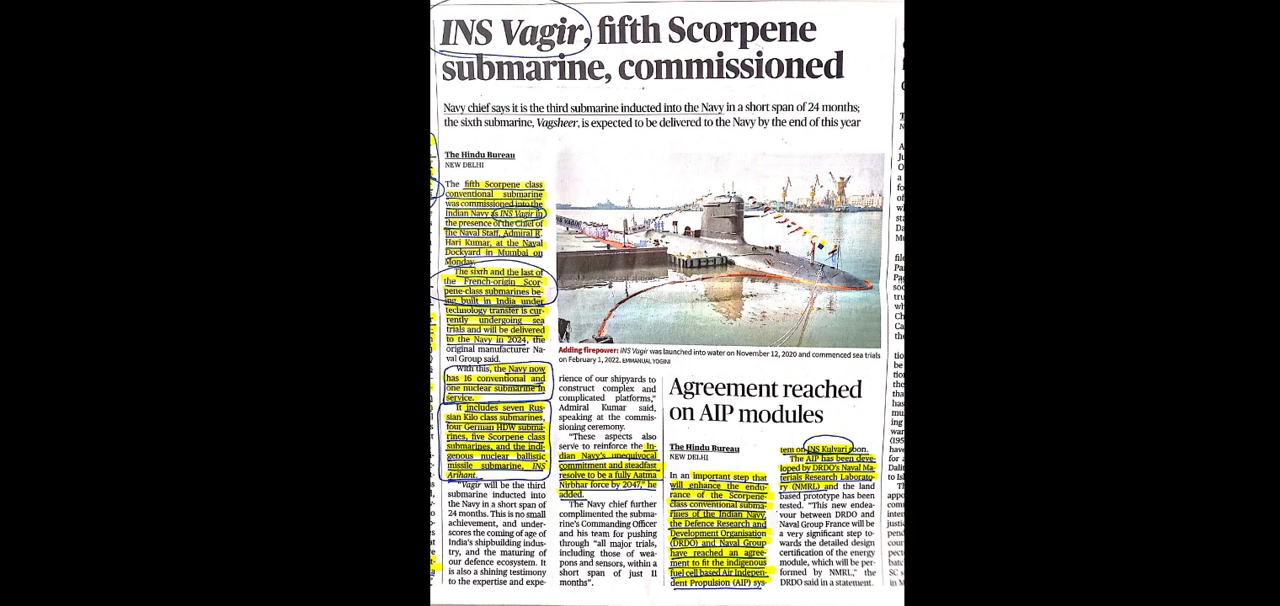 INS Vagir, fifth Scorpene
submarine, commissioned
Navy chief says it is the third submarine inducted into the Navy in a short span of 24 months;
the sixth submarine, Vagsheer, is expected to be delivered to the Navy by the end of this year
The Hindu Bureau
NEW DELHI
The fifth Scorpene class
conventional submarine
was commissioned into the
Indian Navy as INS Vagir in
the presence of the Chief of
the Naval Staff, Admiral R.
Hari Kumar, at the Naval
Dockyard in Mumbai on
Monday.
The sixth and the last of
the French-origin Scor-
pene-class submarines be-
ing built in India under
technology transfer is cur-
rently undergoing sea
trials and will be delivered
to the Navy in 2024, the
original manufacturer Na-
val Group said.
With this, the Navy now
has 16 conventional and
one nuclear submarine in
service.
It includes seven Rus-
sian Kilo class submarines,
four German HDW subma-
rines, five Scorpene class
submarines, and the indi-
genous nuclear ballistic
missile submarine, INS
Arihant.
"Vagir will be the third
submarine inducted into
the Navy in a short span of
24 months. This is no small
achievement, and under-
scores the coming of age of
India's shipbuilding indus-
try, and the maturing of
our defence ecosystem. It
is also a shining testimony
to the expertise and expe-
Adding firepower: INS Vagir was launched into water on November 12, 2020 and commenced sea trials
on February 1, 2022. EMMANUAL YOGINI
rience of our shipyards to
construct complex and
complicated platforms,"
Admiral Kumar said,
speaking at the commis-
sioning ceremony.
"These aspects also
serve to reinforce the In-
dian Navy's unequivocal
commitment and steadfast
resolve to be a fully Aatma
Nirbhar force by 2047," he
added.
The Navy chief further
complimented the subma-
rine's Commanding Officer
and his team for pushing
through "all major trials,
including those of wea-
pons and sensors, within a
short span of just 11
months".
Agreement reached
on AIP modules
The Hindu Bureau
NEW DELHI
In an important step that
will enhance the endu-
rance of the Scorpene-
class conventional subma-
rines of the Indian Navy,
the Defence Research and
Development Organisation
(DRDO) and Naval Group
have reached an agree-
ment to fit the indigenous
fuel cell based Air Indepen-
dent Propulsion (AIP) sys-
tem on INS Kulvari soon.
The AIP has been deve-
loped by DRDO's Naval Ma-
terials Research Laborato-
ry (NMRL) and the land
based prototype has been
tested. "This new endea-
vour between DRDO and
Naval Group France will be
a very significant step to-
wards the detailed design
certification of the energy
module, which will be per-
formed by NMRL," the
DRDO said in a statement.